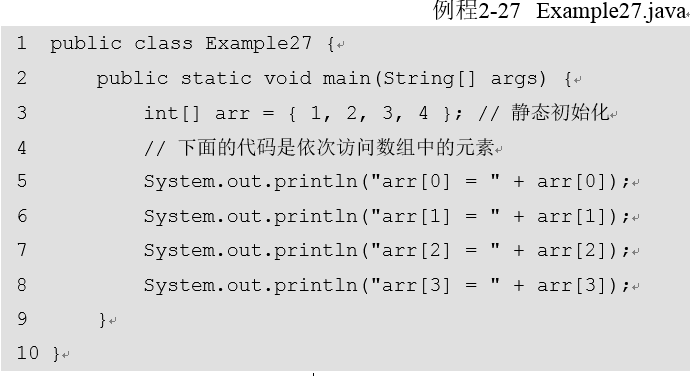 例程2-27 Example27.java
1 public class Example27 {
2 public static void main(String[] args) {
3 int[] arr = { 1, 2, 3, 4 }; // 静态初始化
4 // 下面的代码是依次访问数组中的元素
5 System.out.println("arr[0] = " + arr[0]);
6 System.out.println("arr[1] = " + arr[1]);
7 System.out.println("arr[2] = " + arr[2]);
8 System.out.println("arr[3] = " + arr[3]);
9 }
10 }